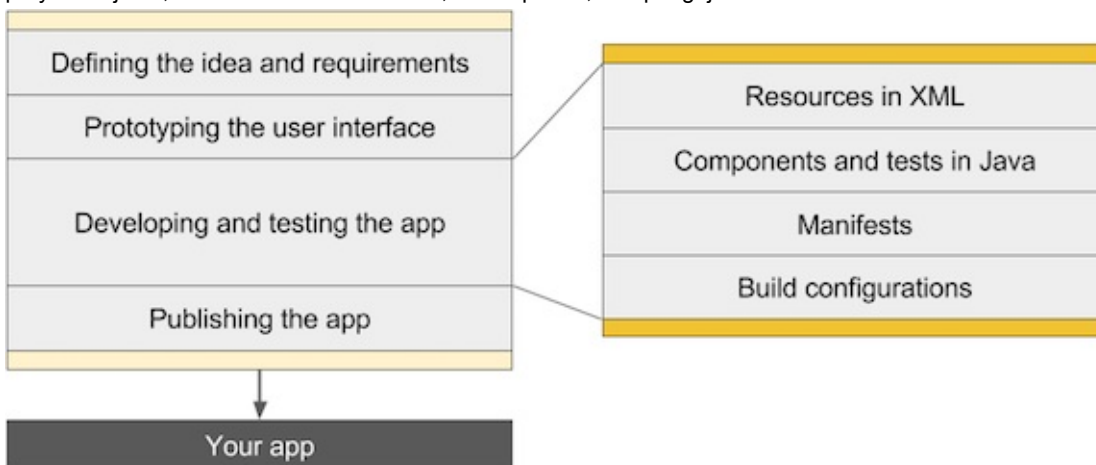 Defining the idea and requirements
Prototyping the user interface
Developing and testing the app
Publishing the app
Your app
Resources in XML
Components and tests in Java
Manifests
Build configurations